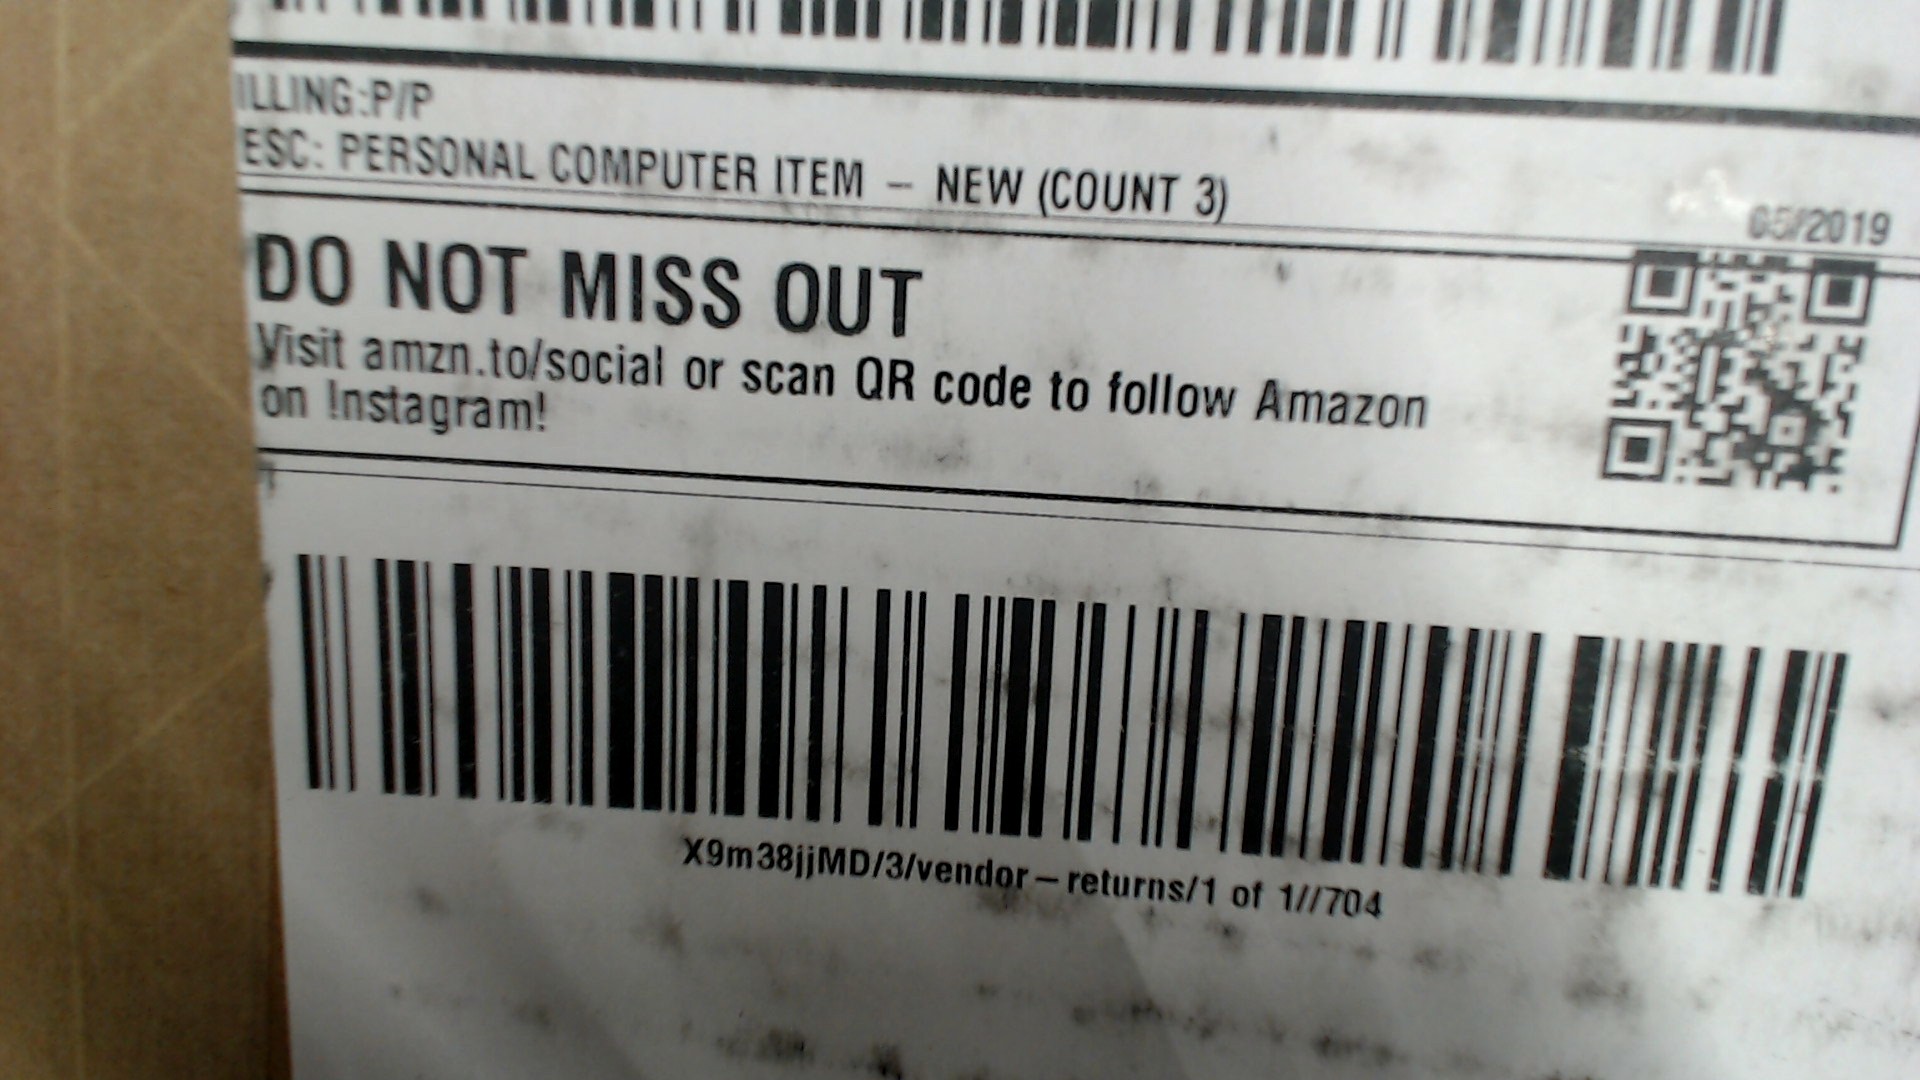 ILLING:P/P
ESC: PERSONAL COMPUTER ITEM – NEW (COUNT 3)
05/2019
DO NOT MISS OUT
Visit amzn.to/social or scan QR code to follow Amazon
on Instagram!
X9m38jjMD/3/vendor–returns/1 of 1//704